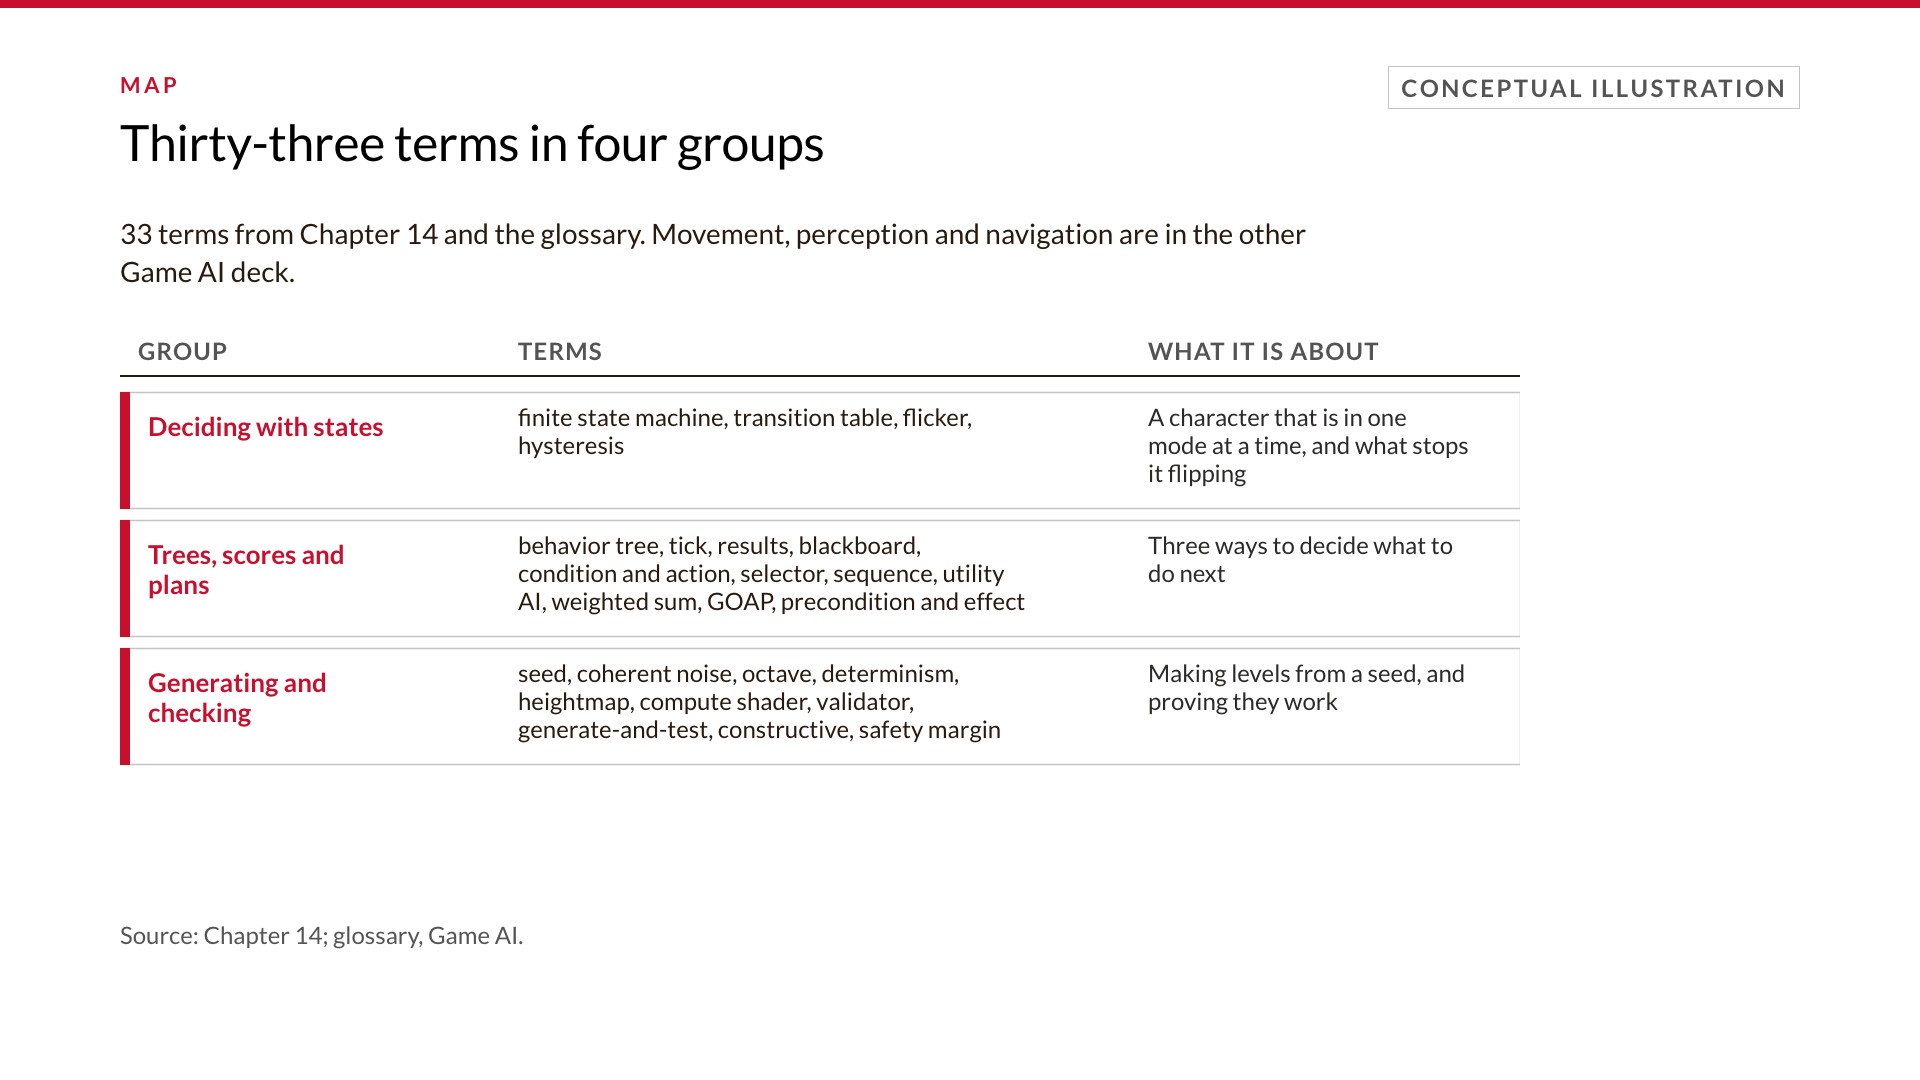 MAP
CONCEPTUAL ILLUSTRATION
Thirty-three terms in four groups
33 terms from Chapter 14 and the glossary. Movement, perception and navigation are in the other
Game AI deck.
GROUP
TERMS
WHAT IT IS ABOUT
Deciding with states
finite state machine, transition table, flicker,
hysteresis
A character that is in one
mode at a time, and what stops
it flipping
Trees, scores and
plans
behavior tree, tick, results, blackboard,
condition and action, selector, sequence, utility
AI, weighted sum, GOAP, precondition and effect
Three ways to decide what to
do next
Generating and
checking
seed, coherent noise, octave, determinism,
heightmap, compute shader, validator,
generate-and-test, constructive, safety margin
Making levels from a seed, and
proving they work
Source: Chapter 14; glossary, Game AI.